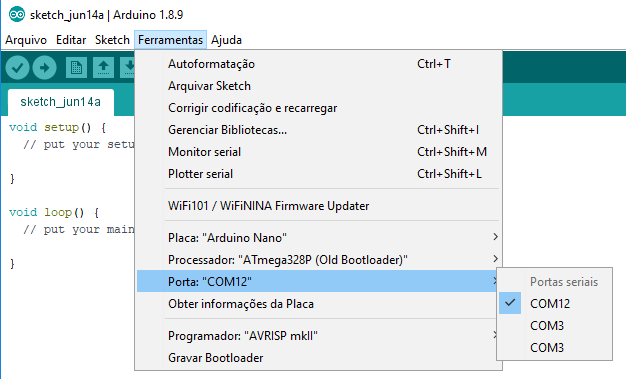 sketch_jun14a | Arduino 1.8.9
Arquivo Editar Sketch Ferramentas Ajuda
sketch_jun14a
void setup() {
// put your setu
}
void loop() {
// put your main
}
Autoformatação Ctrl+T
Arquivar Sketch
Corrigir codificação e recarregar
Gerenciar Bibliotecas... Ctrl+Shift+I
Monitor serial Ctrl+Shift+M
Plotter serial Ctrl+Shift+L
WiFi101 / WiFiNINA Firmware Updater
Placa: "Arduino Nano"
Processador: "ATmega328P (Old Bootloader)"
Porta: "COM12"
Obter informações da Placa
Programador: "AVRISP mkII"
Gravar Bootloader
Portas seriais
COM12
COM3
COM3